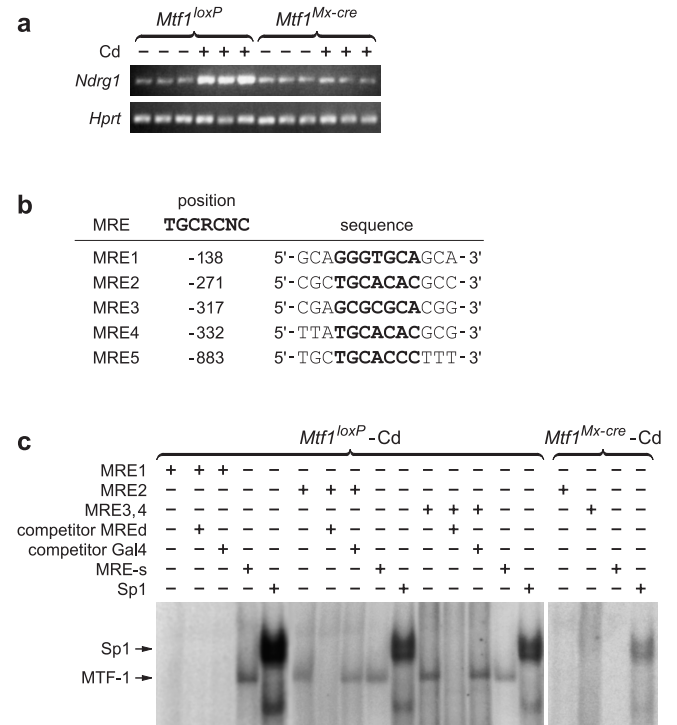 a
Mtf1loxP Mtf1Mx-cre
Cd – – – + + + – – – + + +
Ndrg1
Hprt
b
position
MRE TGCRCNC sequence
MRE1 -138 5'-GCAGGGTGCAGCA-3'
MRE2 -271 5'-CGCTGCACACGCC-3'
MRE3 -317 5'-CGAGCGCGCACGG-3'
MRE4 -332 5'-TTATGCACACGCG-3'
MRE5 -883 5'-TGCTGCACCCTTT-3'
c
Mtf1loxP-Cd Mtf1Mx-cre-Cd
MRE1 + + + – – – – – – – – – – – – – – – –
MRE2 – – – – – + + + – – – – – – – + – – –
MRE3,4 – – – – – – – – – – + + + – – – + – –
competitor MREd – + – – – – + – – – – + – – – – – – –
competitor Gal4 – – + – – – – + – – – – + – – – – – –
MRE-s – – – + – – – – + – – – – + – – – + –
Sp1 – – – – + – – – – + – – – – + – – – +
Sp1
MTF-1